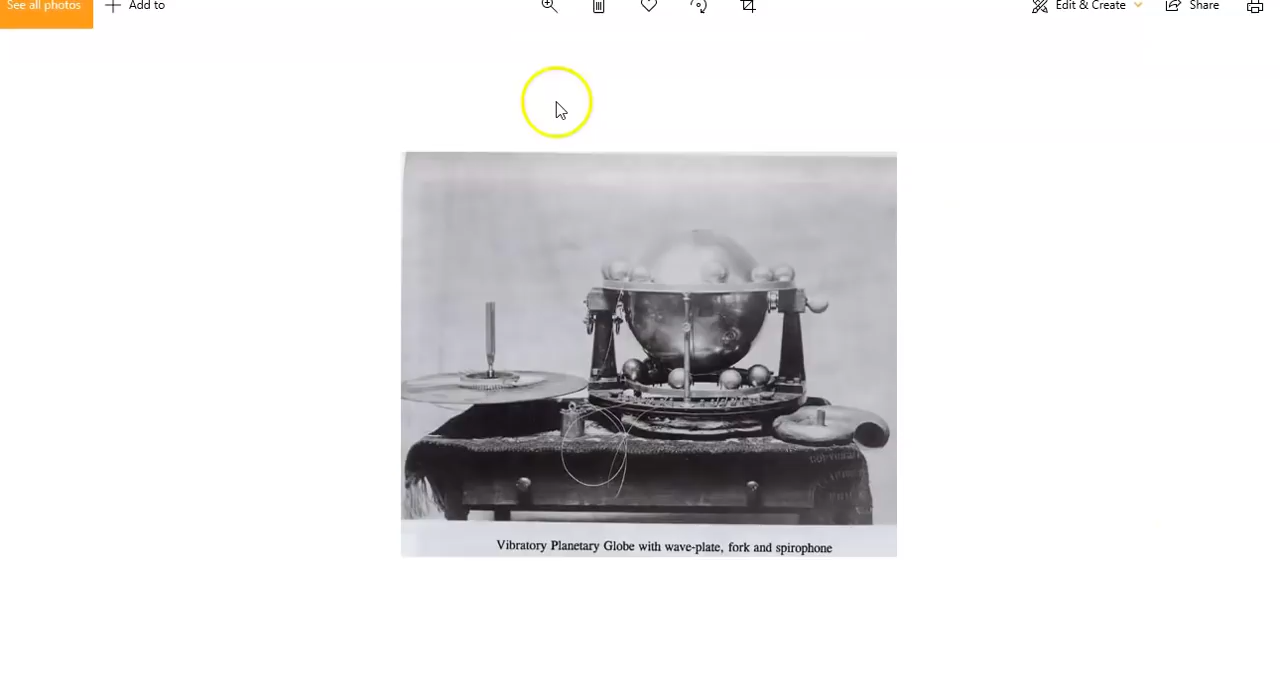 See all photos
Add to
Edit & Create
Share
Vibratory Planetary Globe with wave-plate, fork and spirophone